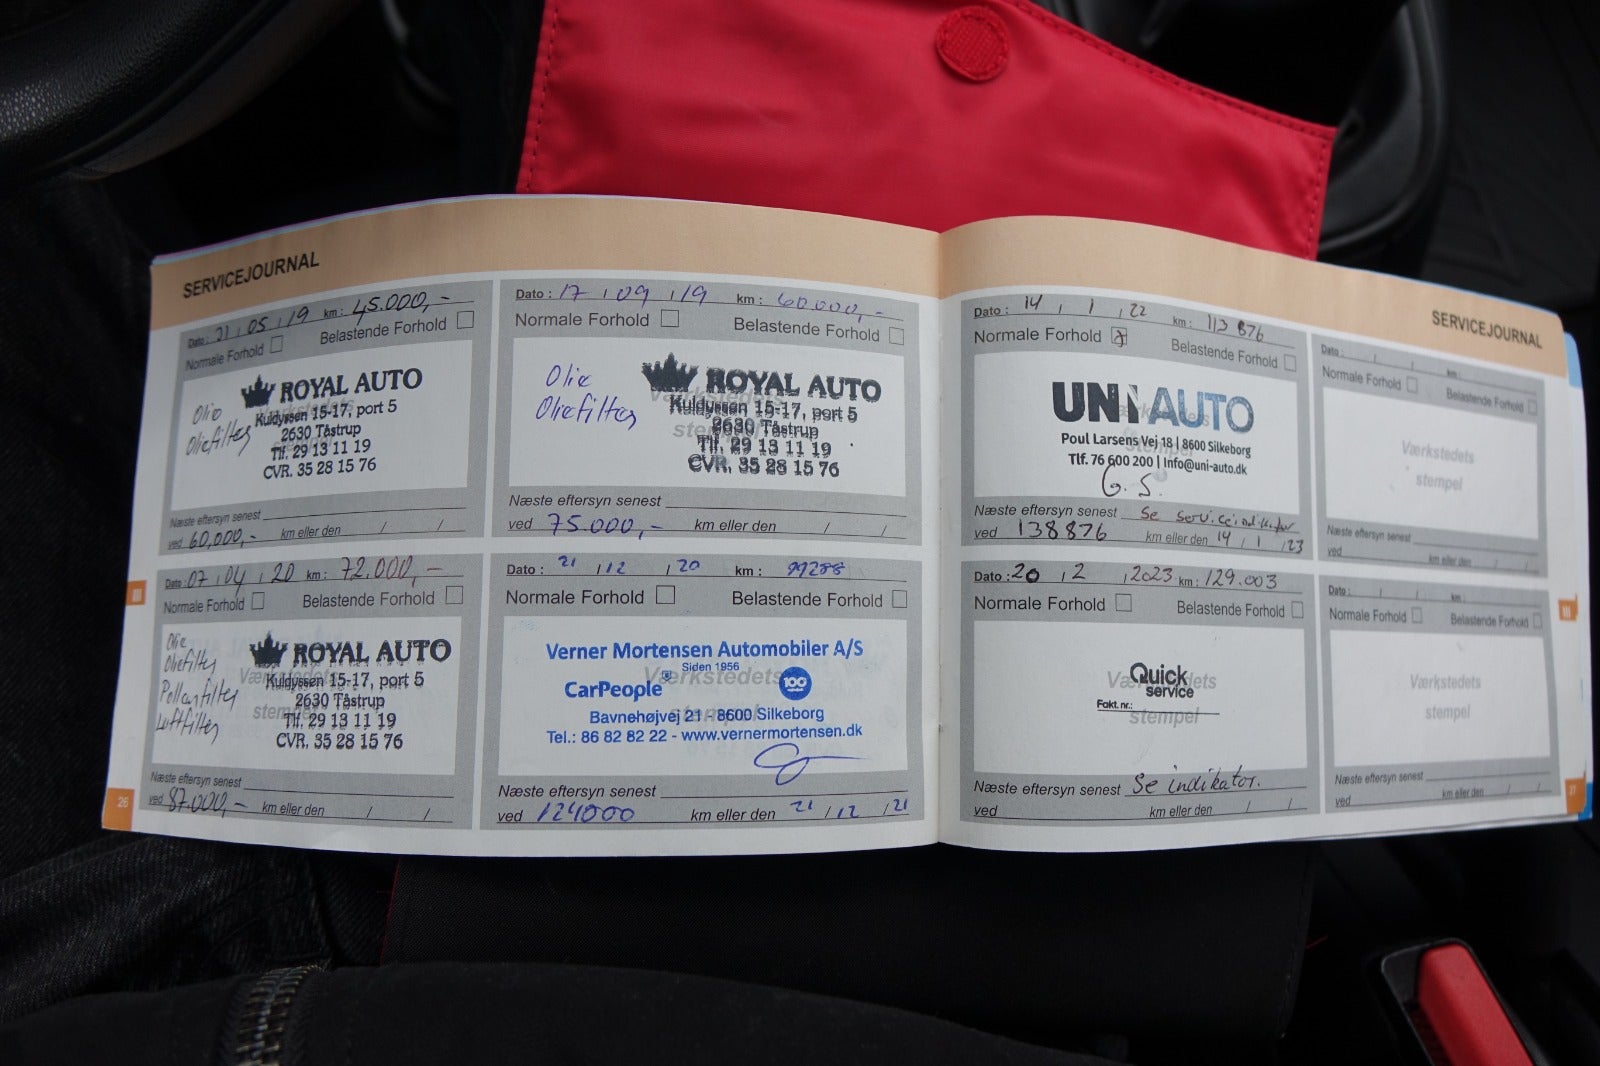 SERVICEJOURNAL
Dato: 21 / 05 / 19 km: 45.000,-
Normale Forhold Belastende Forhold
Olie
Oliefilter
ROYAL AUTO
Kuldyssen 15-17, port 5
2630 Tåstrup
Tlf. 29 13 11 19
CVR. 35 28 15 76
Næste eftersyn senest
ved 60.000,- km eller den / /
Dato: 17 / 09 / 19 km: 60.000,-
Normale Forhold Belastende Forhold
Olie
Oliefilter
ROYAL AUTO
Kuldyssen 15-17, port 5
2630 Tåstrup
Tlf. 29 13 11 19
CVR. 35 28 15 76
Næste eftersyn senest
ved 75.000,- km eller den / /
Dato: 07 / 04 / 20 km: 72.000,-
Normale Forhold Belastende Forhold
Olie
Oliefilter
Pollenfilter
Luftfilter
ROYAL AUTO
Kuldyssen 15-17, port 5
2630 Tåstrup
Tlf. 29 13 11 19
CVR. 35 28 15 76
Næste eftersyn senest
ved 87.000,- km eller den / /
26
Dato: 21 / 12 / 20 km: 99288
Normale Forhold Belastende Forhold
Værkstedets
stempel
Verner Mortensen Automobiler A/S
Siden 1956
CarPeople 100
Bavnehøjvej 21 - 8600 Silkeborg
Tel.: 86 82 82 22 - www.vernermortensen.dk
Næste eftersyn senest
ved 124000 km eller den 21 / 12 / 21
SERVICEJOURNAL
Dato: 14 / 1 / 22 km: 113 876
Normale Forhold x Belastende Forhold
UNIAUTO
Poul Larsens Vej 18 | 8600 Silkeborg
Tlf. 76 600 200 | Info@uni-auto.dk
G. S.
Næste eftersyn senest Se serviceindikator
ved 138876 km eller den 14 / 1 / 23
Dato: / / km:
Normale Forhold Belastende Forhold
Værkstedets
stempel
Næste eftersyn senest
ved km eller den / /
Dato: 20 / 2 / 2023 km: 129.003
Normale Forhold Belastende Forhold
Værkstedets
stempel
Quick
service
Fakt. nr.:
Næste eftersyn senest Se indikator.
ved km eller den / /
Dato: / / km:
Normale Forhold Belastende Forhold
Værkstedets
stempel
Næste eftersyn senest
ved km eller den / /
27